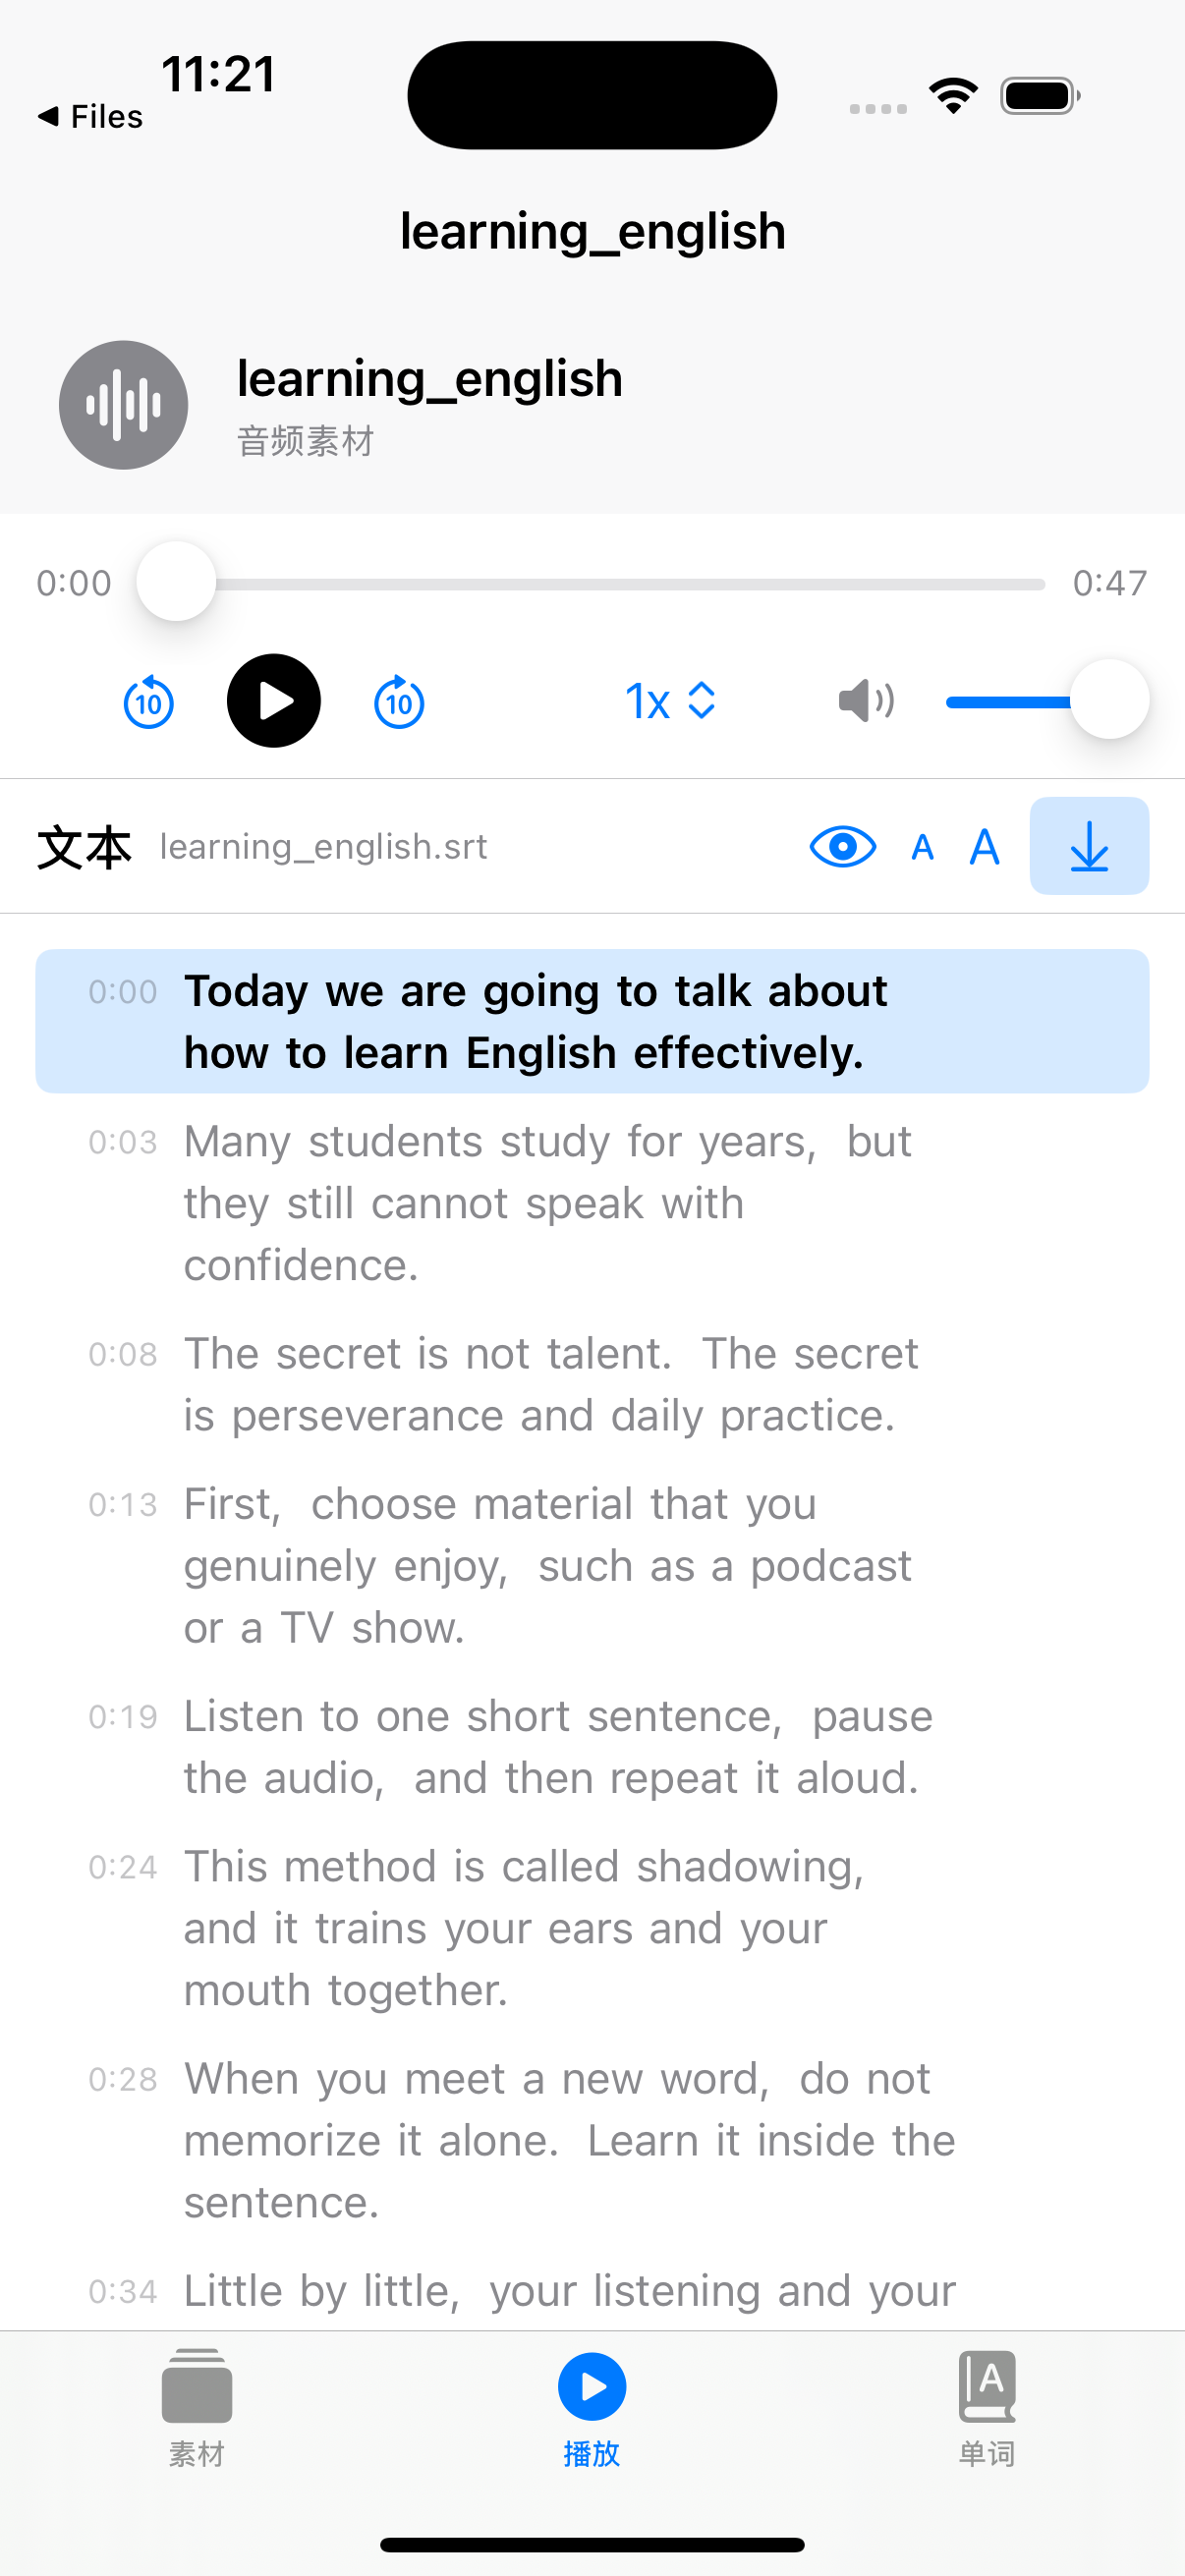 11:21
◀ Files
learning_english
learning_english
音频素材
0:00
0:47
10
10
1x
文本 learning_english.srt
A A
0:00 Today we are going to talk about
how to learn English effectively.
0:03 Many students study for years, but
they still cannot speak with
confidence.
0:08 The secret is not talent. The secret
is perseverance and daily practice.
0:13 First, choose material that you
genuinely enjoy, such as a podcast
or a TV show.
0:19 Listen to one short sentence, pause
the audio, and then repeat it aloud.
0:24 This method is called shadowing,
and it trains your ears and your
mouth together.
0:28 When you meet a new word, do not
memorize it alone. Learn it inside the
sentence.
0:34 Little by little, your listening and your
A
素材 播放 单词